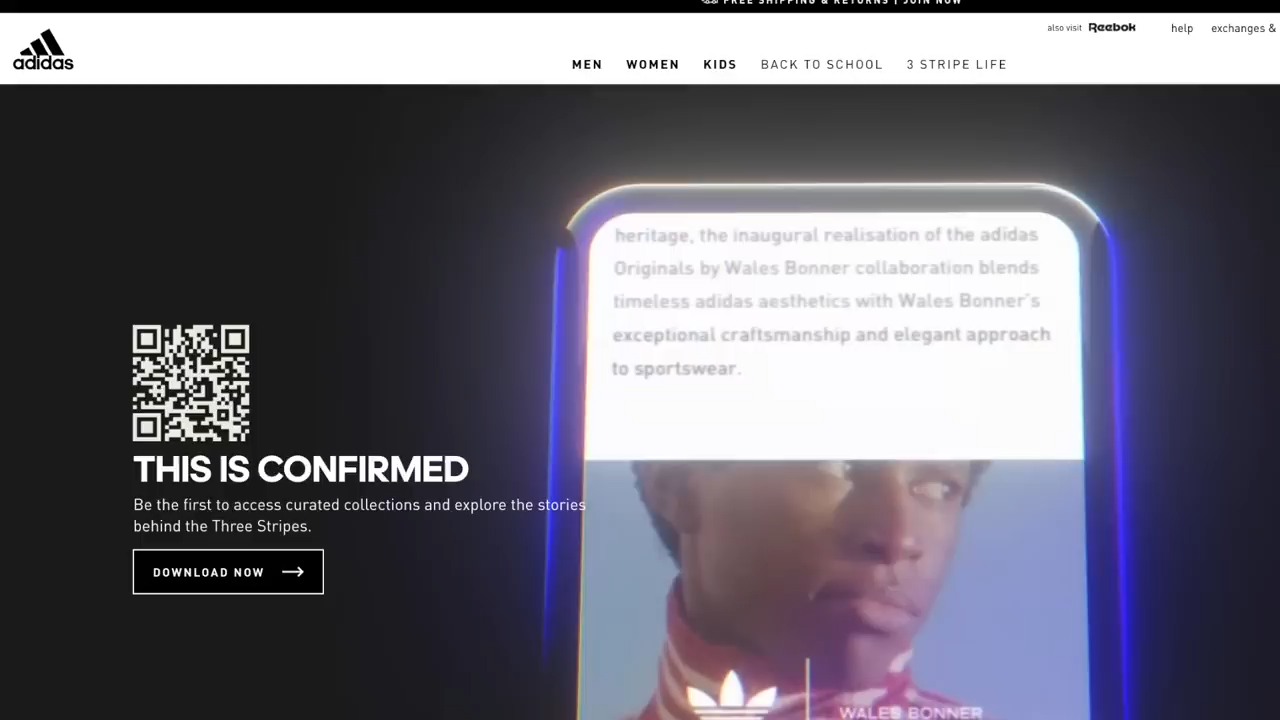 FREE SHIPPING & RETURNS | JOIN NOW
also visit Reebok help exchanges &
adidas
MEN WOMEN KIDS BACK TO SCHOOL 3 STRIPE LIFE
heritage, the inaugural realisation of the adidas
Originals by Wales Bonner collaboration blends
timeless adidas aesthetics with Wales Bonner's
exceptional craftsmanship and elegant approach
to sportswear.
THIS IS CONFIRMED
Be the first to access curated collections and explore the stories
behind the Three Stripes.
DOWNLOAD NOW
WALES BONNER